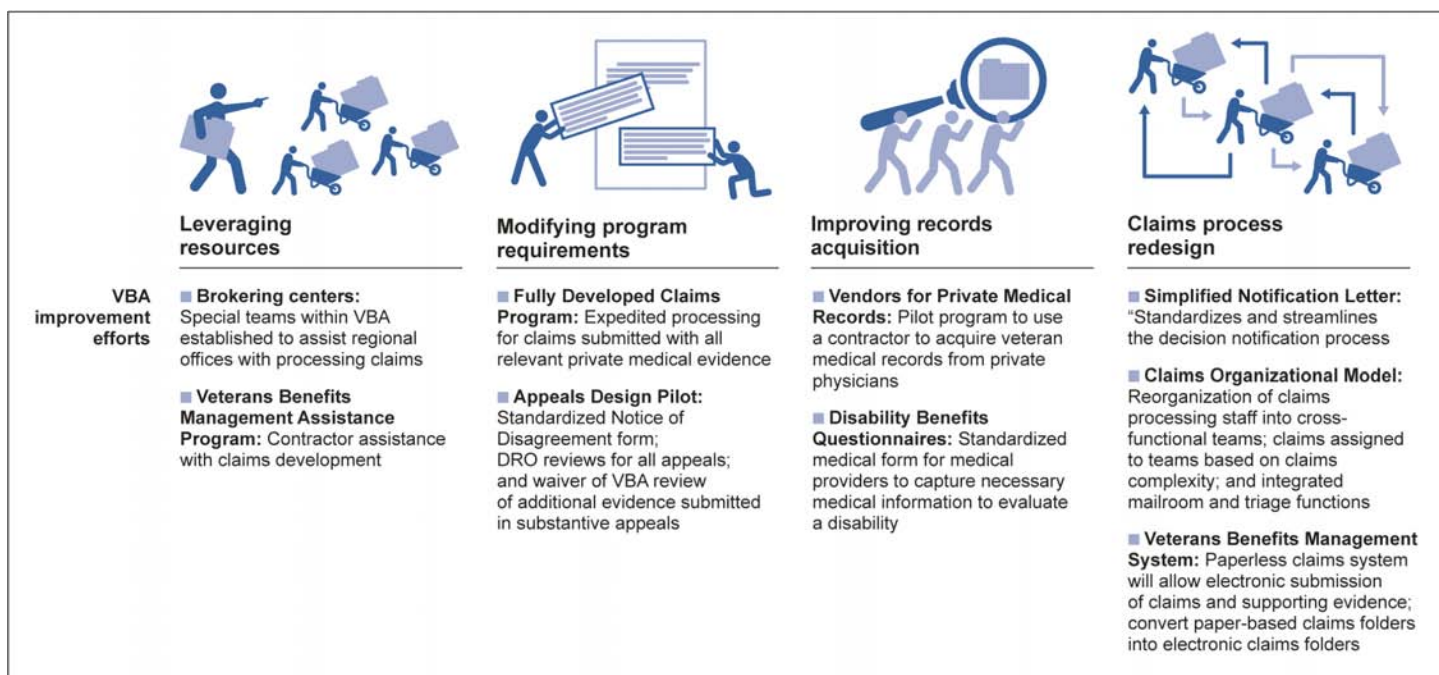 Leveraging
resources
Modifying program
requirements
Improving records
acquisition
Claims process
redesign
VBA
improvement
efforts
■ Brokering centers:
Special teams within VBA
established to assist regional
offices with processing claims
■ Veterans Benefits
Management Assistance
Program: Contractor assistance
with claims development
■ Fully Developed Claims
Program: Expedited processing
for claims submitted with all
relevant private medical evidence
■ Appeals Design Pilot:
Standardized Notice of
Disagreement form;
DRO reviews for all appeals;
and waiver of VBA review
of additional evidence submitted
in substantive appeals
■ Vendors for Private Medical
Records: Pilot program to use
a contractor to acquire veteran
medical records from private
physicians
■ Disability Benefits
Questionnaires: Standardized
medical form for medical
providers to capture necessary
medical information to evaluate
a disability
■ Simplified Notification Letter:
“Standardizes and streamlines
the decision notification process
■ Claims Organizational Model:
Reorganization of claims
processing staff into cross-
functional teams; claims assigned
to teams based on claims
complexity; and integrated
mailroom and triage functions
■ Veterans Benefits Management
System: Paperless claims system
will allow electronic submission
of claims and supporting evidence;
convert paper-based claims folders
into electronic claims folders